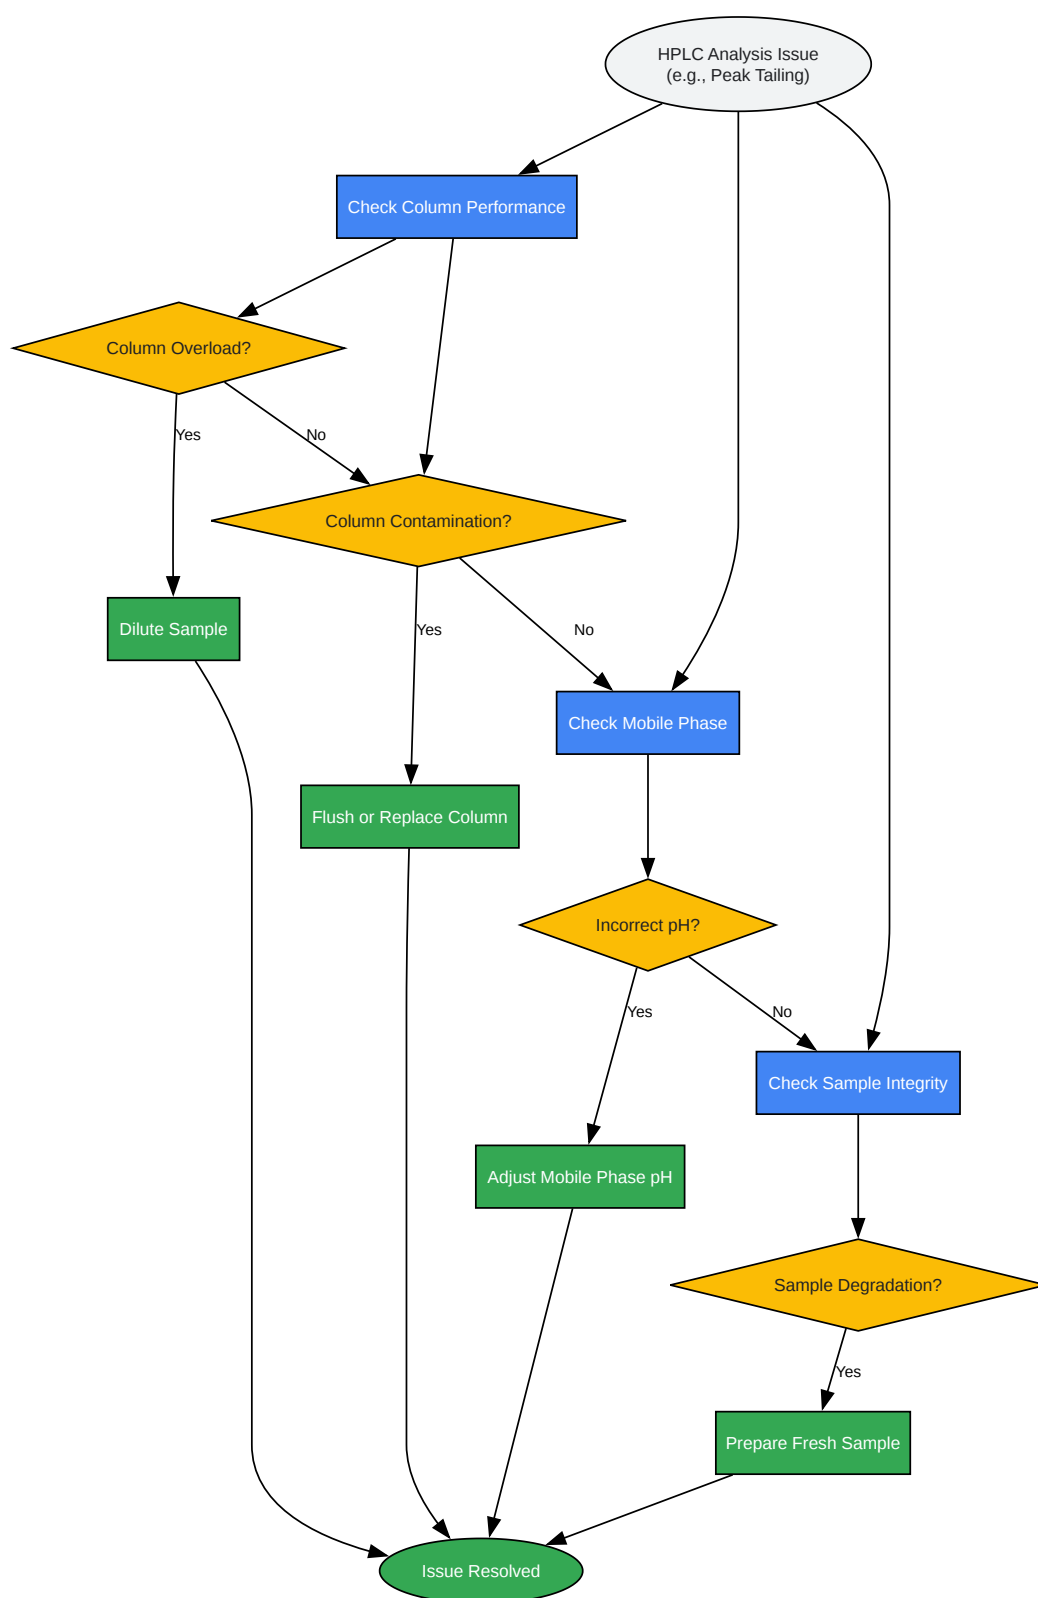 HPLC Analysis Issue
(e.g., Peak Tailing)
Check Column Performance
Column Overload?
Yes
No
Column Contamination?
Dilute Sample
Yes
No
Check Mobile Phase
Flush or Replace Column
Incorrect pH?
Yes
No
Check Sample Integrity
Adjust Mobile Phase pH
Sample Degradation?
Yes
Prepare Fresh Sample
Issue Resolved